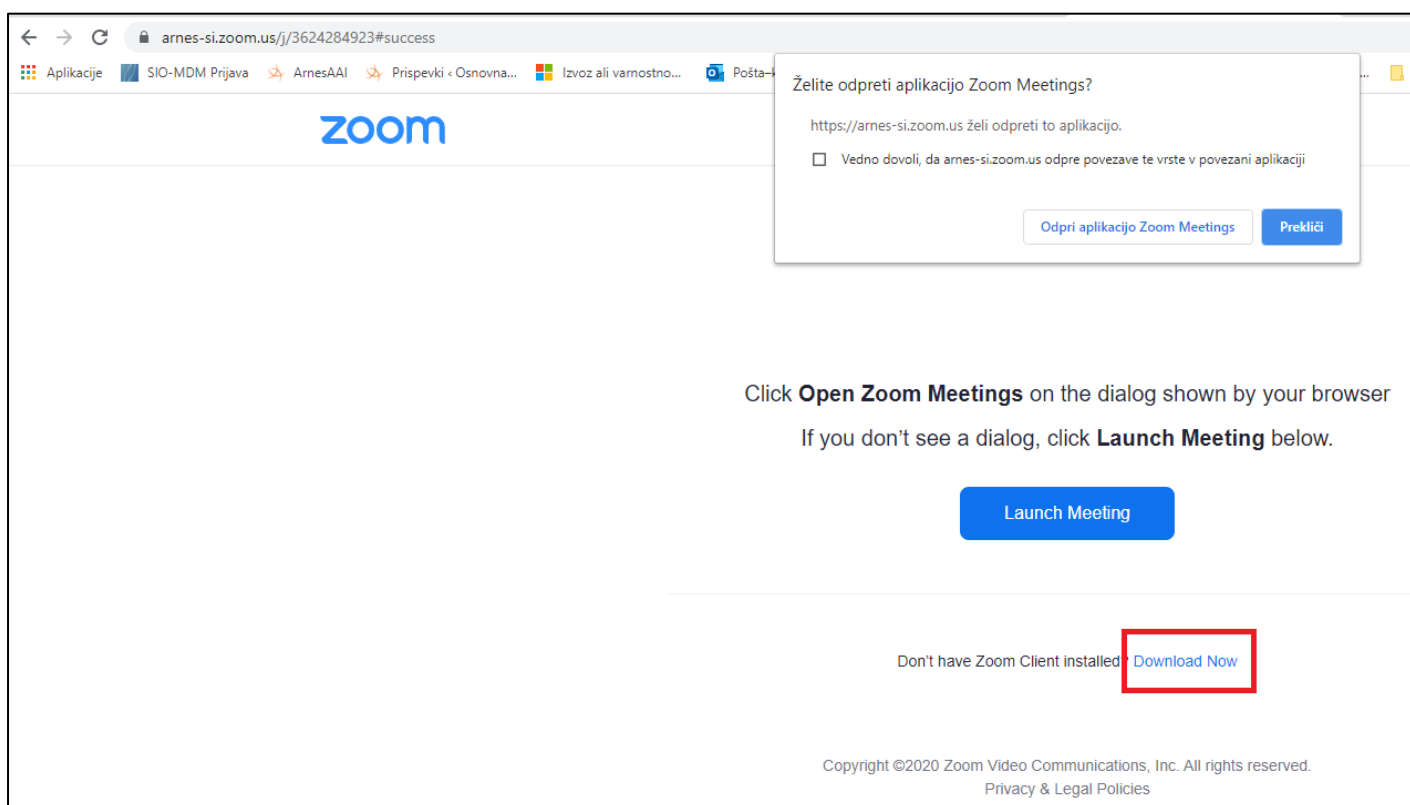 arnes-si.zoom.us/j/3624284923#success
Aplikacije SIO-MDM Prijava ArnesAAI Prispevki ‹ Osnovna... Izvoz ali varnostno... Pošta – ...
zoom
Želite odpreti aplikacijo Zoom Meetings?
https://arnes-si.zoom.us želi odpreti to aplikacijo.
Vedno dovoli, da arnes-si.zoom.us odpre povezave te vrste v povezani aplikaciji
Odpri aplikacijo Zoom Meetings Prekliči
Click Open Zoom Meetings on the dialog shown by your browser
If you don't see a dialog, click Launch Meeting below.
Launch Meeting
Don't have Zoom Client installed? Download Now
Copyright ©2020 Zoom Video Communications, Inc. All rights reserved.
Privacy & Legal Policies